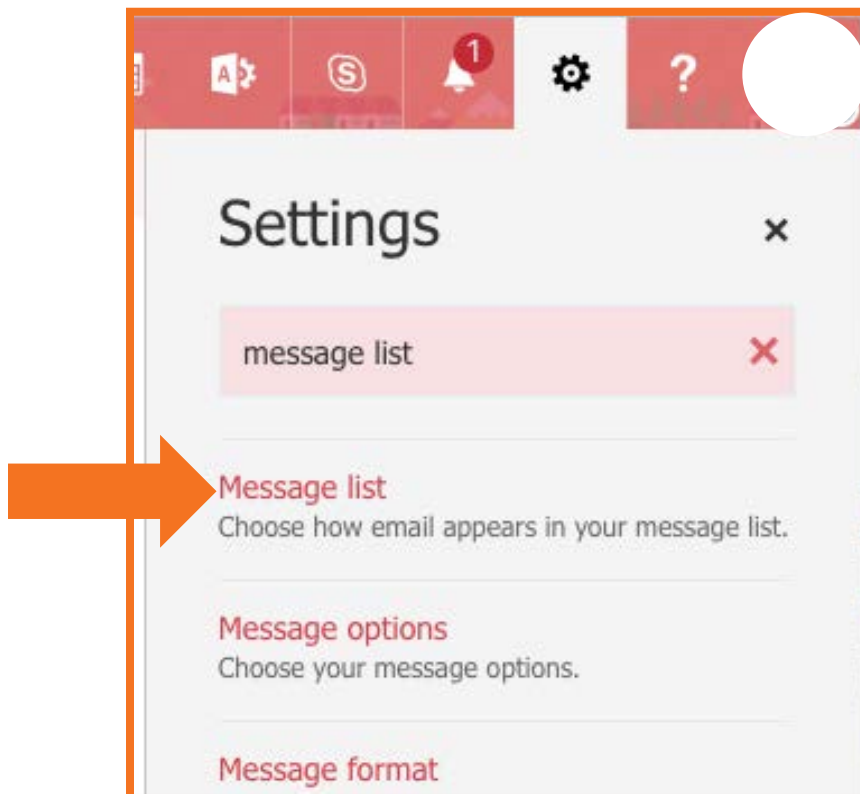 A
S
1
?
Settings
message list
Message list
Choose how email appears in your message list.
Message options
Choose your message options.
Message format